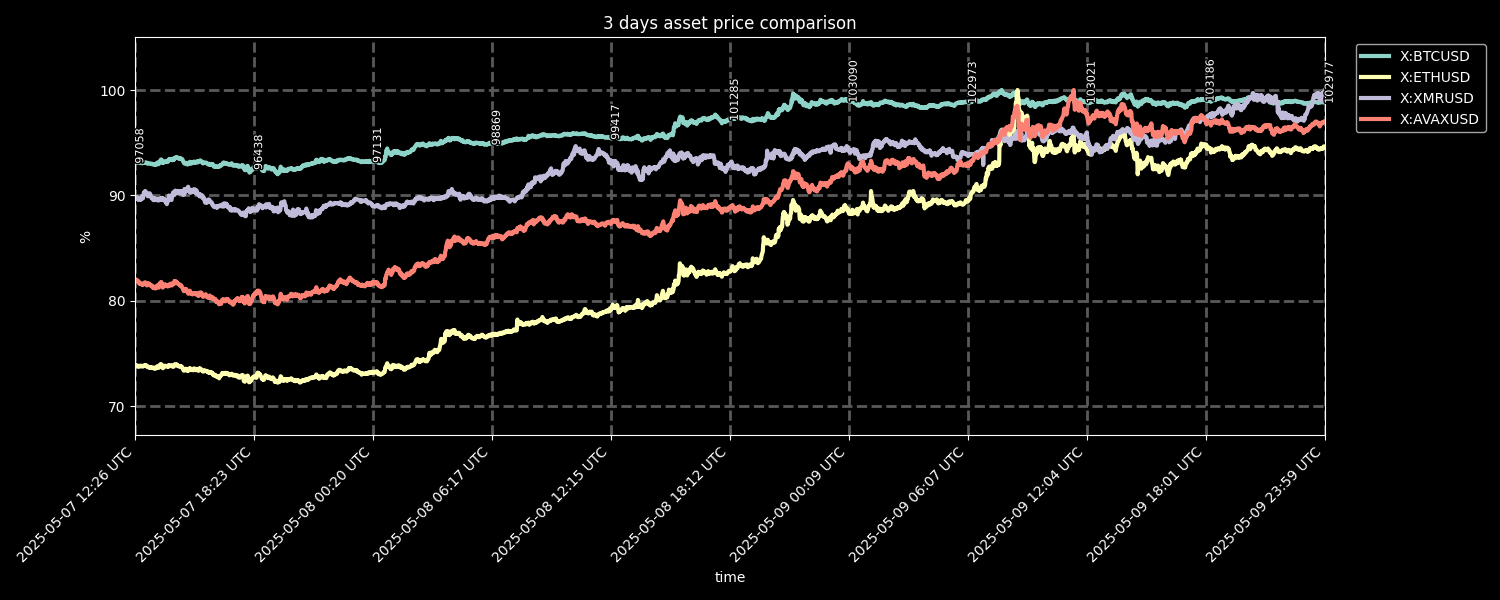 3 days asset price comparison
X:BTCUSD
X:ETHUSD
X:XMRUSD
X:AVAXUSD
%
100
90
80
70
97058
96438
97131
98869
99417
101285
103090
102973
103021
103186
102977
2025-05-07 12:26 UTC
2025-05-07 18:23 UTC
2025-05-08 00:20 UTC
2025-05-08 06:17 UTC
2025-05-08 12:15 UTC
2025-05-08 18:12 UTC
2025-05-09 00:09 UTC
2025-05-09 06:07 UTC
2025-05-09 12:04 UTC
2025-05-09 18:01 UTC
2025-05-09 23:59 UTC
time